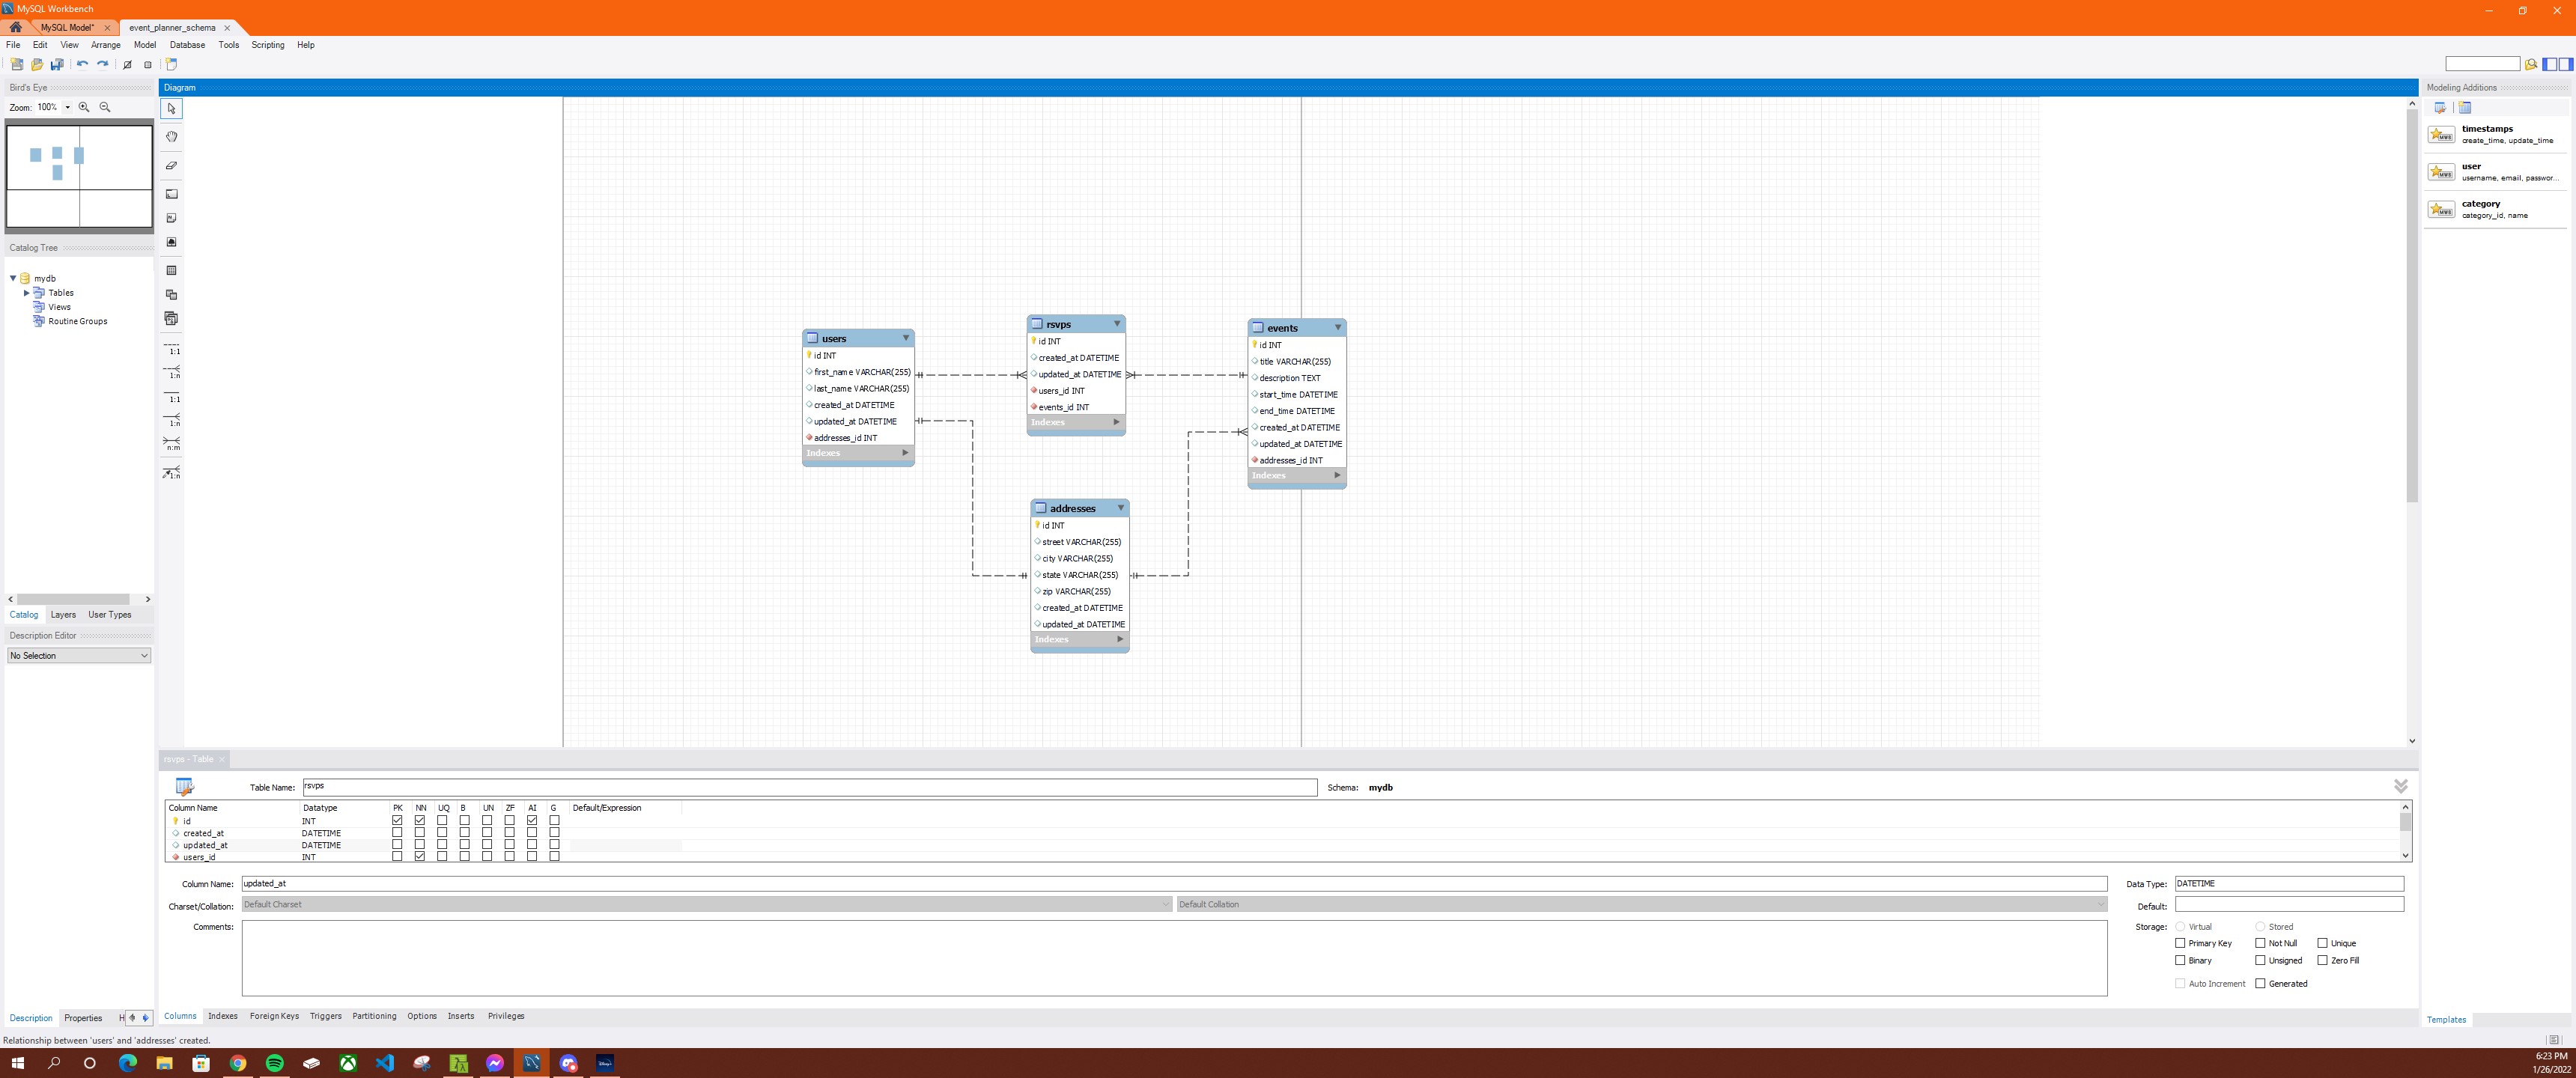 MySQL Workbench
MySQL Model*
event_planner_schema
File Edit View Arrange Model Database Tools Scripting Help
Bird's Eye
Zoom: 100%
Catalog Tree
mydb
Tables
Views
Routine Groups
Catalog Layers User Types
Description Editor
No Selection
Description Properties H
Diagram
1:1
1:n
1:1
1:n
n:m
1:n
users
id INT
first_name VARCHAR(255)
last_name VARCHAR(255)
created_at DATETIME
updated_at DATETIME
addresses_id INT
Indexes
rsvps
id INT
created_at DATETIME
updated_at DATETIME
users_id INT
events_id INT
Indexes
events
id INT
title VARCHAR(255)
description TEXT
start_time DATETIME
end_time DATETIME
created_at DATETIME
updated_at DATETIME
addresses_id INT
Indexes
addresses
id INT
street VARCHAR(255)
city VARCHAR(255)
state VARCHAR(255)
zip VARCHAR(255)
created_at DATETIME
updated_at DATETIME
Indexes
Modeling Additions
timestamps
create_time, update_time
user
username, email, passwor...
category
category_id, name
Templates
rsvps - Table
Table Name: rsvps Schema: mydb
Column Name Datatype PK NN UQ B UN ZF AI G Default/Expression
id INT
created_at DATETIME
updated_at DATETIME
users_id INT
Column Name: updated_at Data Type: DATETIME
Charset/Collation: Default Charset Default Collation Default:
Comments: Storage: Virtual Stored
Primary Key Not Null Unique
Binary Unsigned Zero Fill
Auto Increment Generated
Columns Indexes Foreign Keys Triggers Partitioning Options Inserts Privileges
Relationship between 'users' and 'addresses' created.
6:23 PM
1/26/2022